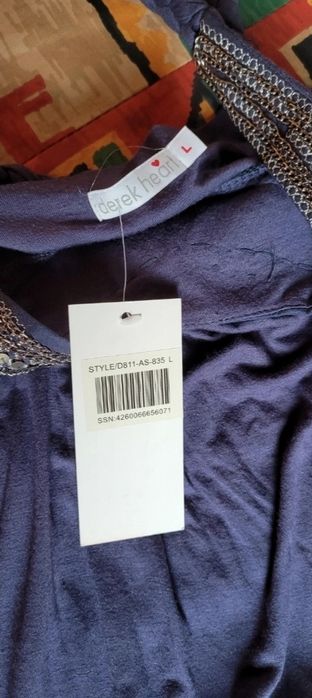 derek heart L
STYLE/D811-AS-835 L
SSN:4260066656071